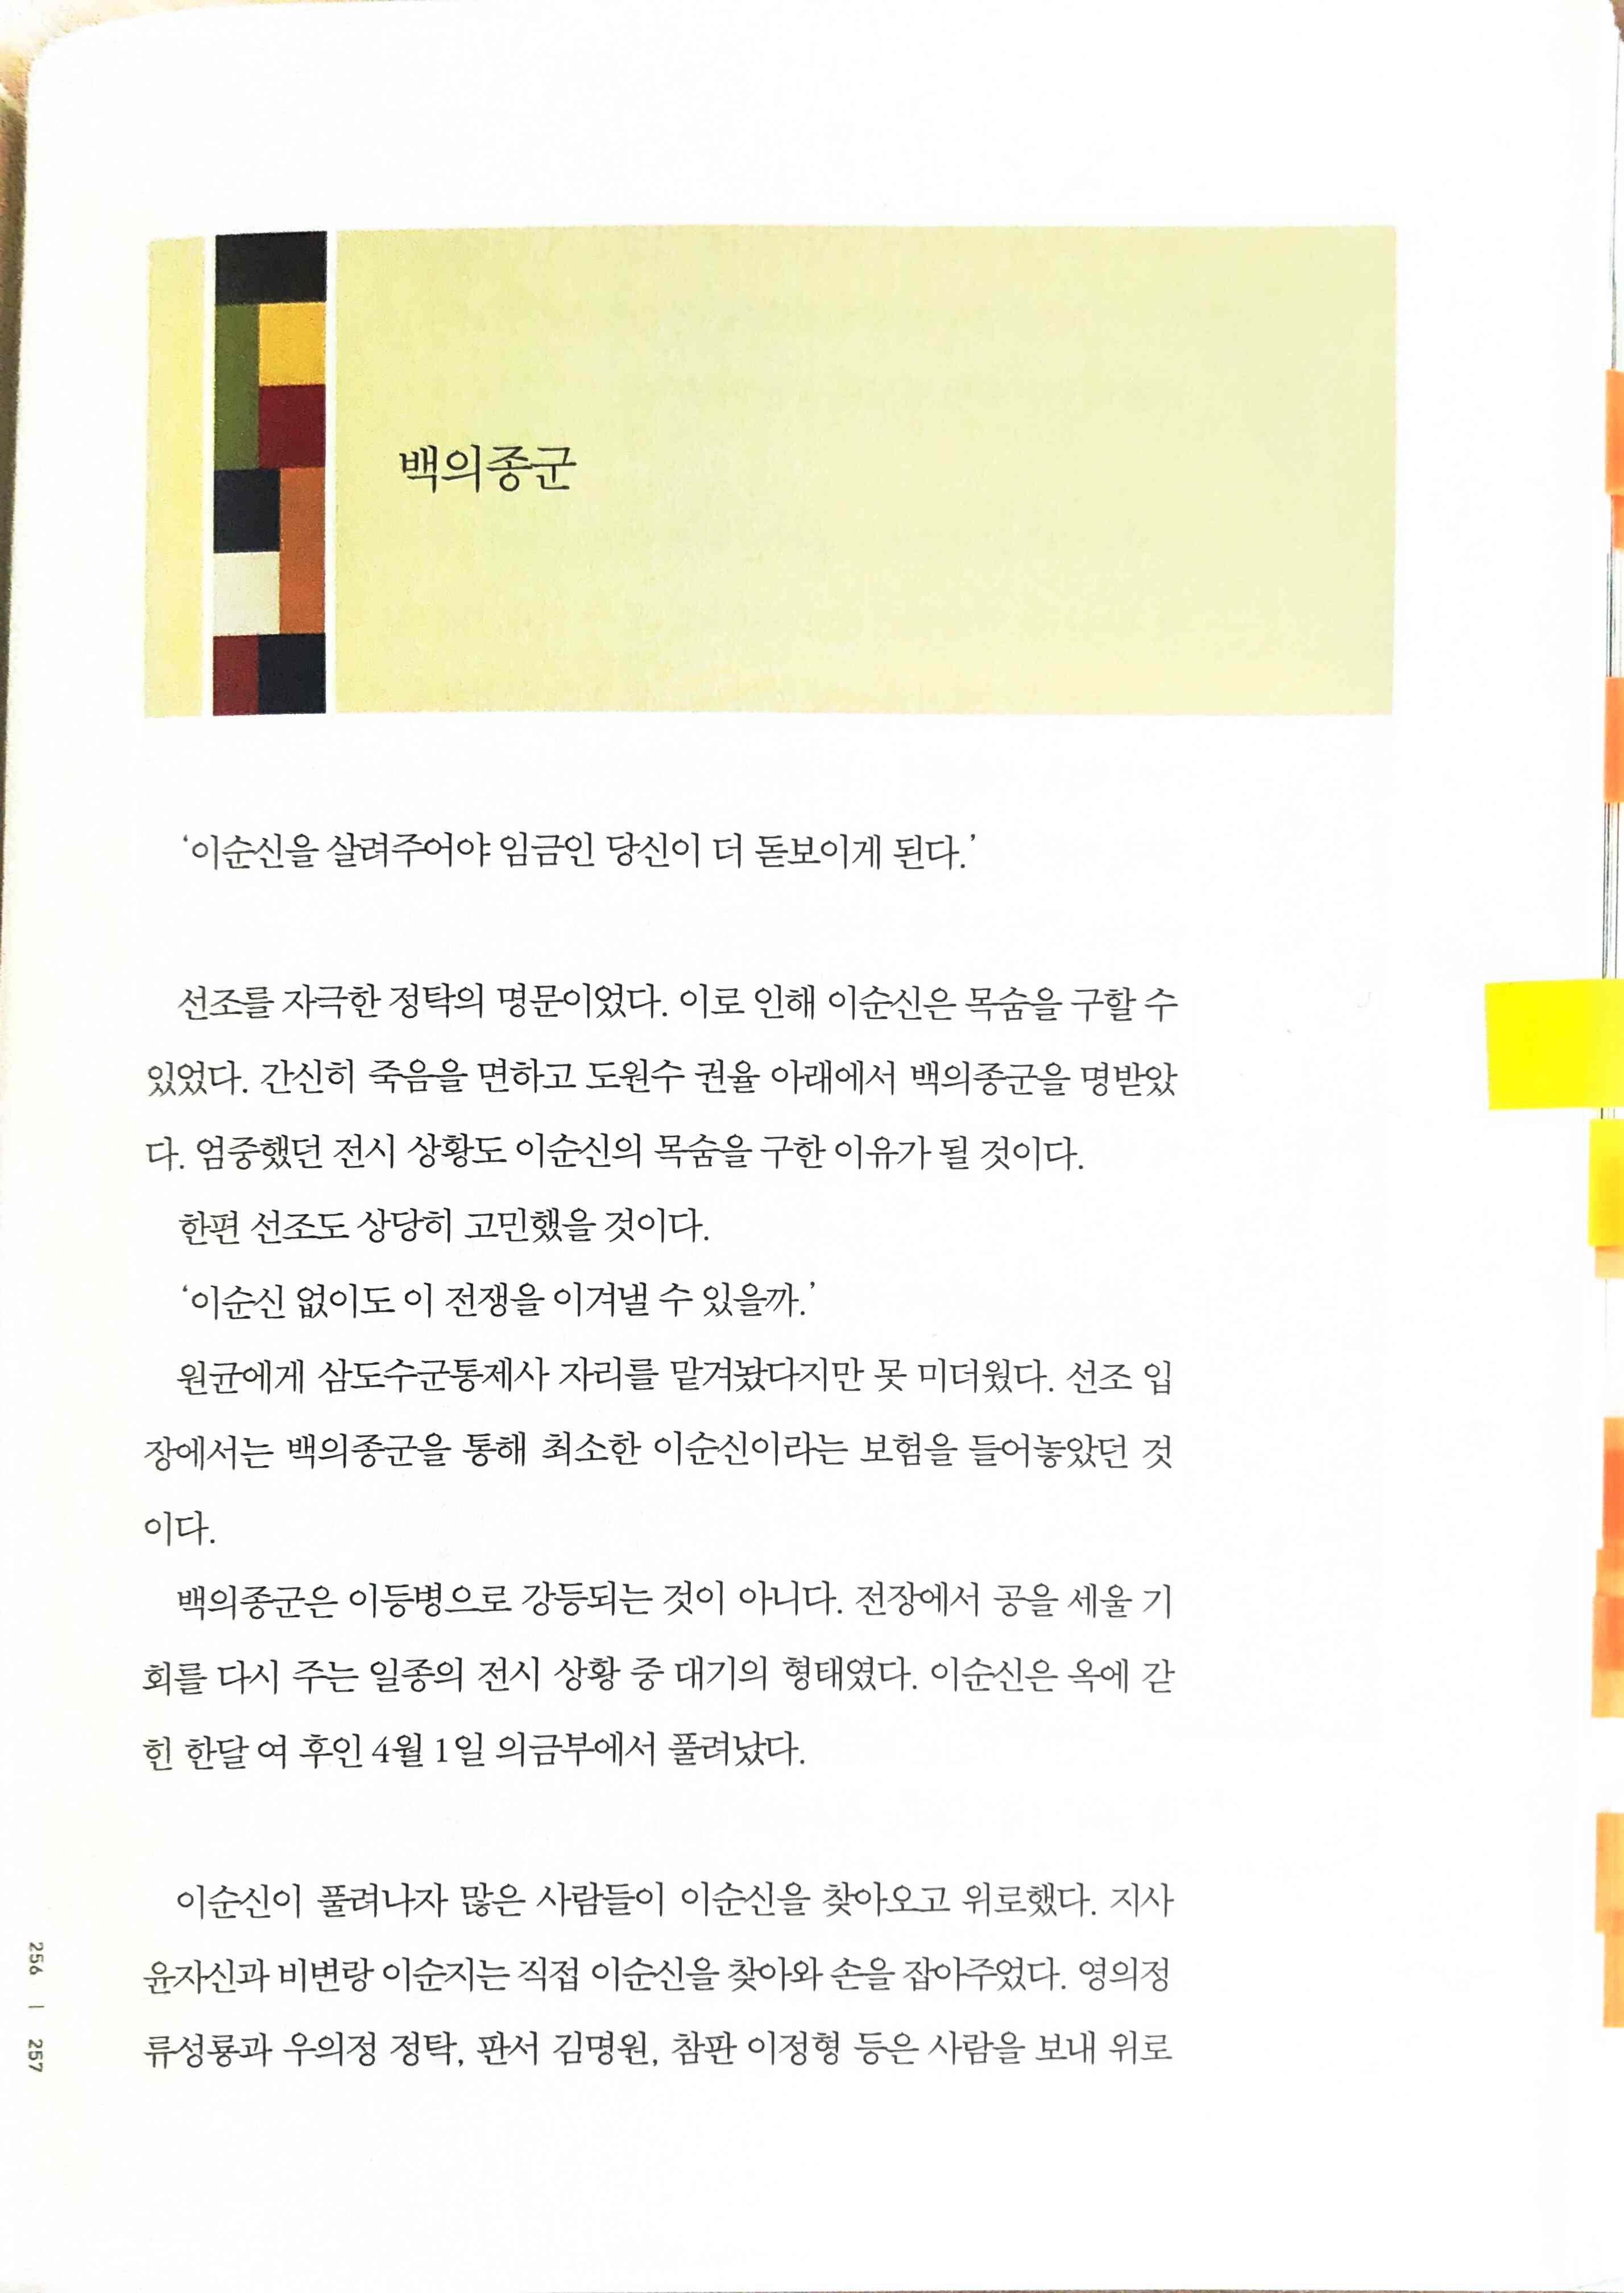 백의종군
‘이순신을 살려주어야 임금인 당신이 더 돋보이게 된다.’
선조를 자극한 정탁의 명문이었다. 이로 인해 이순신은 목숨을 구할 수
있었다. 간신히 죽음을 면하고 도원수 권율 아래에서 백의종군을 명받았
다. 엄중했던 전시 상황도 이순신의 목숨을 구한 이유가 될 것이다.
한편 선조도 상당히 고민했을 것이다.
‘이순신 없이도 이 전쟁을 이겨낼 수 있을까.’
원균에게 삼도수군통제사 자리를 맡겨놨다지만 못 미더웠다. 선조 입
장에서는 백의종군을 통해 최소한 이순신이라는 보험을 들어놓았던 것
이다.
백의종군은 이등병으로 강등되는 것이 아니다. 전장에서 공을 세울 기
회를 다시 주는 일종의 전시 상황 중 대기의 형태였다. 이순신은 옥에 갇
힌 한달 여 후인 4월 1일 의금부에서 풀려났다.
이순신이 풀려나자 많은 사람들이 이순신을 찾아오고 위로했다. 지사
윤자신과 비변랑 이순지는 직접 이순신을 찾아와 손을 잡아주었다. 영의정
류성룡과 우의정 정탁, 판서 김명원, 참판 이정형 등은 사람을 보내 위로
256 | 257